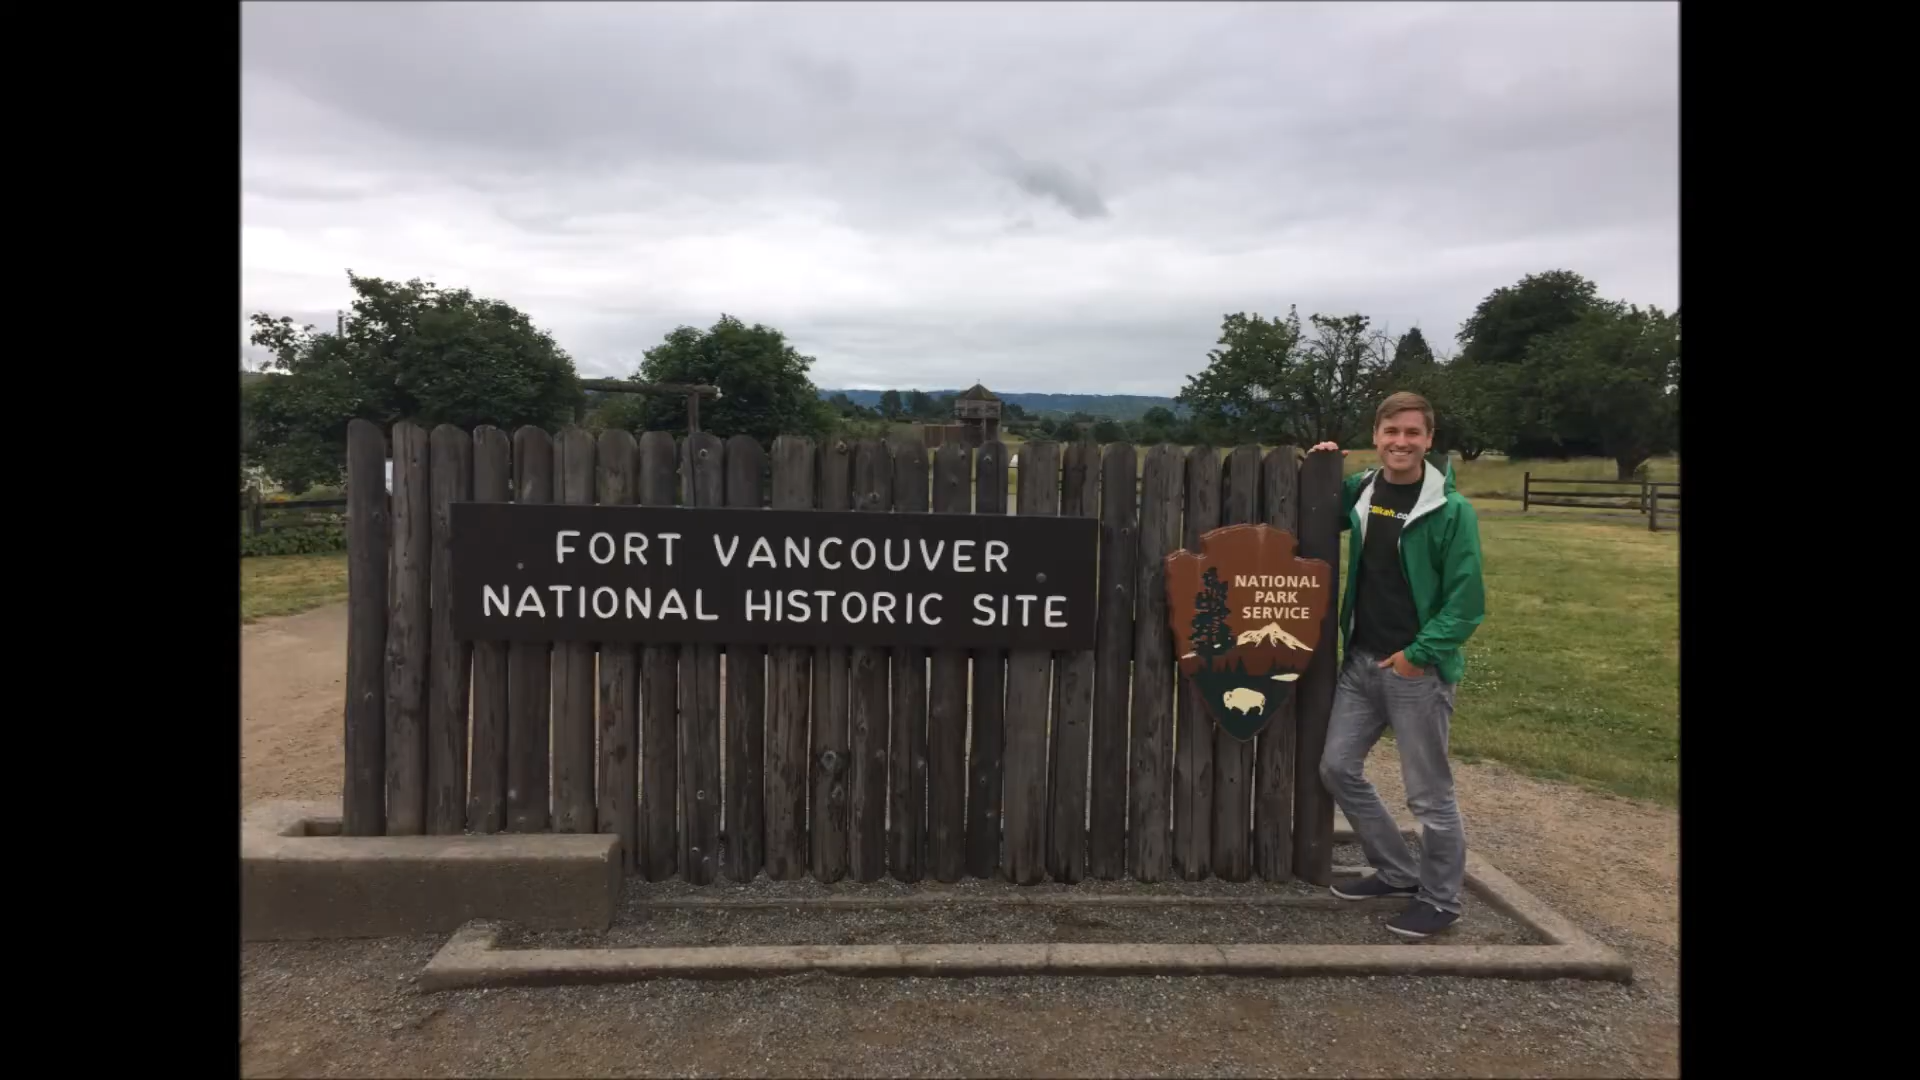 FORT VANCOUVER
NATIONAL HISTORIC SITE
NATIONAL
PARK
SERVICE